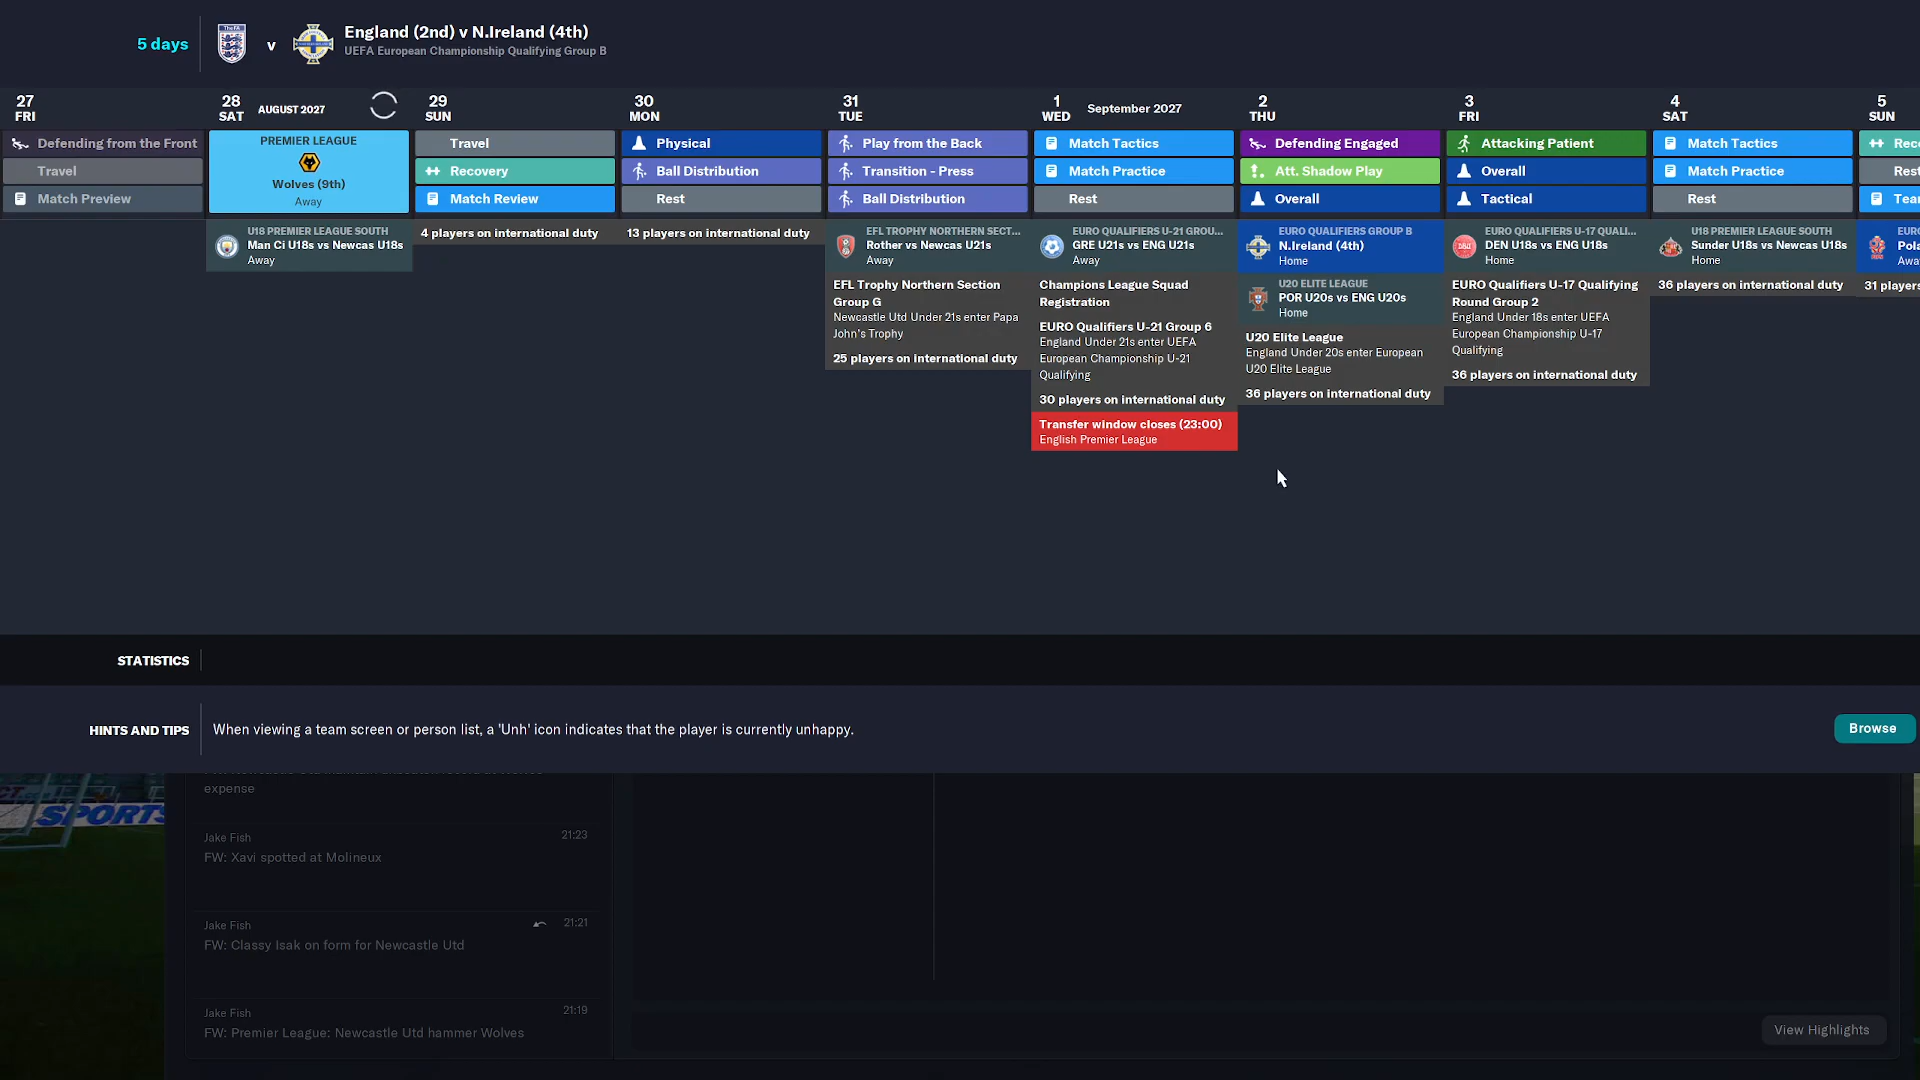 5 days
v
England (2nd) v N.Ireland (4th)
UEFA European Championship Qualifying Group B
27
FRI
28
SAT
AUGUST 2027
29
SUN
30
MON
31
TUE
1
WED
September 2027
2
THU
3
FRI
4
SAT
5
SUN
Defending from the Front
Travel
Match Preview
PREMIER LEAGUE
Wolves (9th)
Away
Travel
Recovery
Match Review
Physical
Ball Distribution
Rest
Play from the Back
Transition - Press
Ball Distribution
Match Tactics
Match Practice
Rest
Defending Engaged
Att. Shadow Play
Overall
Attacking Patient
Overall
Tactical
Match Tactics
Match Practice
Rest
Rest
U18 PREMIER LEAGUE SOUTH
Man Ci U18s vs Newcas U18s
Away
4 players on international duty
13 players on international duty
EFL TROPHY NORTHERN SECT...
Rother vs Newcas U21s
Away
EFL Trophy Northern Section
Group G
Newcastle Utd Under 21s enter Papa
John's Trophy
25 players on international duty
EURO QUALIFIERS U-21 GROU...
GRE U21s vs ENG U21s
Away
Champions League Squad
Registration
EURO Qualifiers U-21 Group 6
England Under 21s enter UEFA
European Championship U-21
Qualifying
30 players on international duty
Transfer window closes (23:00)
English Premier League
EURO QUALIFIERS GROUP B
N.Ireland (4th)
Home
U20 ELITE LEAGUE
POR U20s vs ENG U20s
Home
U20 Elite League
England Under 20s enter European
U20 Elite League
36 players on international duty
EURO QUALIFIERS U-17 QUALI...
DEN U18s vs ENG U18s
Home
EURO Qualifiers U-17 Qualifying
Round Group 2
England Under 18s enter UEFA
European Championship U-17
Qualifying
36 players on international duty
U18 PREMIER LEAGUE SOUTH
Sunder U18s vs Newcas U18s
Home
36 players on international duty
31 players
STATISTICS
HINTS AND TIPS
When viewing a team screen or person list, a 'Unh' icon indicates that the player is currently unhappy.
Browse
expense
SPORTS
Jake Fish
21:23
FW: Xavi spotted at Molineux
Jake Fish
21:21
FW: Classy Isak on form for Newcastle Utd
Jake Fish
21:19
FW: Premier League: Newcastle Utd hammer Wolves
View Highlights